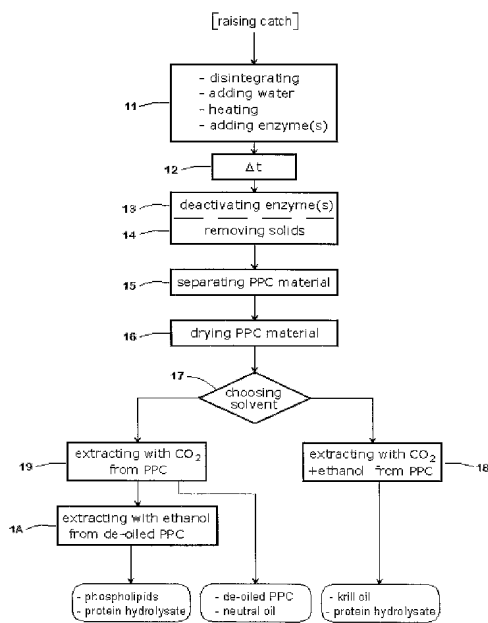 [raising catch]
11
- disintegrating
- adding water
- heating
- adding enzyme(s)
12
Δt
13
deactivating enzyme(s)
14
removing solids
15
separating PPC material
16
drying PPC material
17
choosing
solvent
19
extracting with CO2
from PPC
extracting with CO2
+ethanol from PPC
18
1A
extracting with ethanol
from de-oiled PPC
- phospholipids
- protein hydrolysate
- de-oiled PPC
- neutral oil
- krill oil
- protein hydrolysate